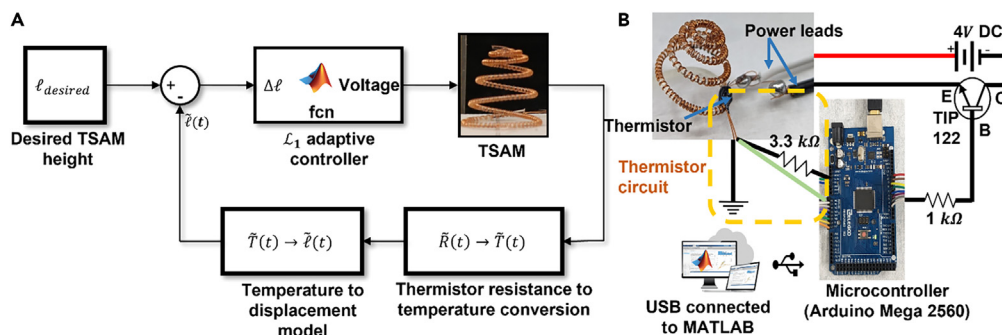 A
ℓ_desired
Desired TSAM
height
+
-
ℓ̃(t)
Δℓ
Voltage
fcn
ℒ₁ adaptive
controller
TSAM
T̃(t) → ℓ̃(t)
Temperature to
displacement
model
R̃(t) → T̃(t)
Thermistor resistance to
temperature conversion
B
Power leads
Thermistor
Thermistor
circuit
3.3 kΩ
4V DC
+
-
E
C
TIP
122
B
1 kΩ
USB connected
to MATLAB
Microcontroller
(Arduino Mega 2560)